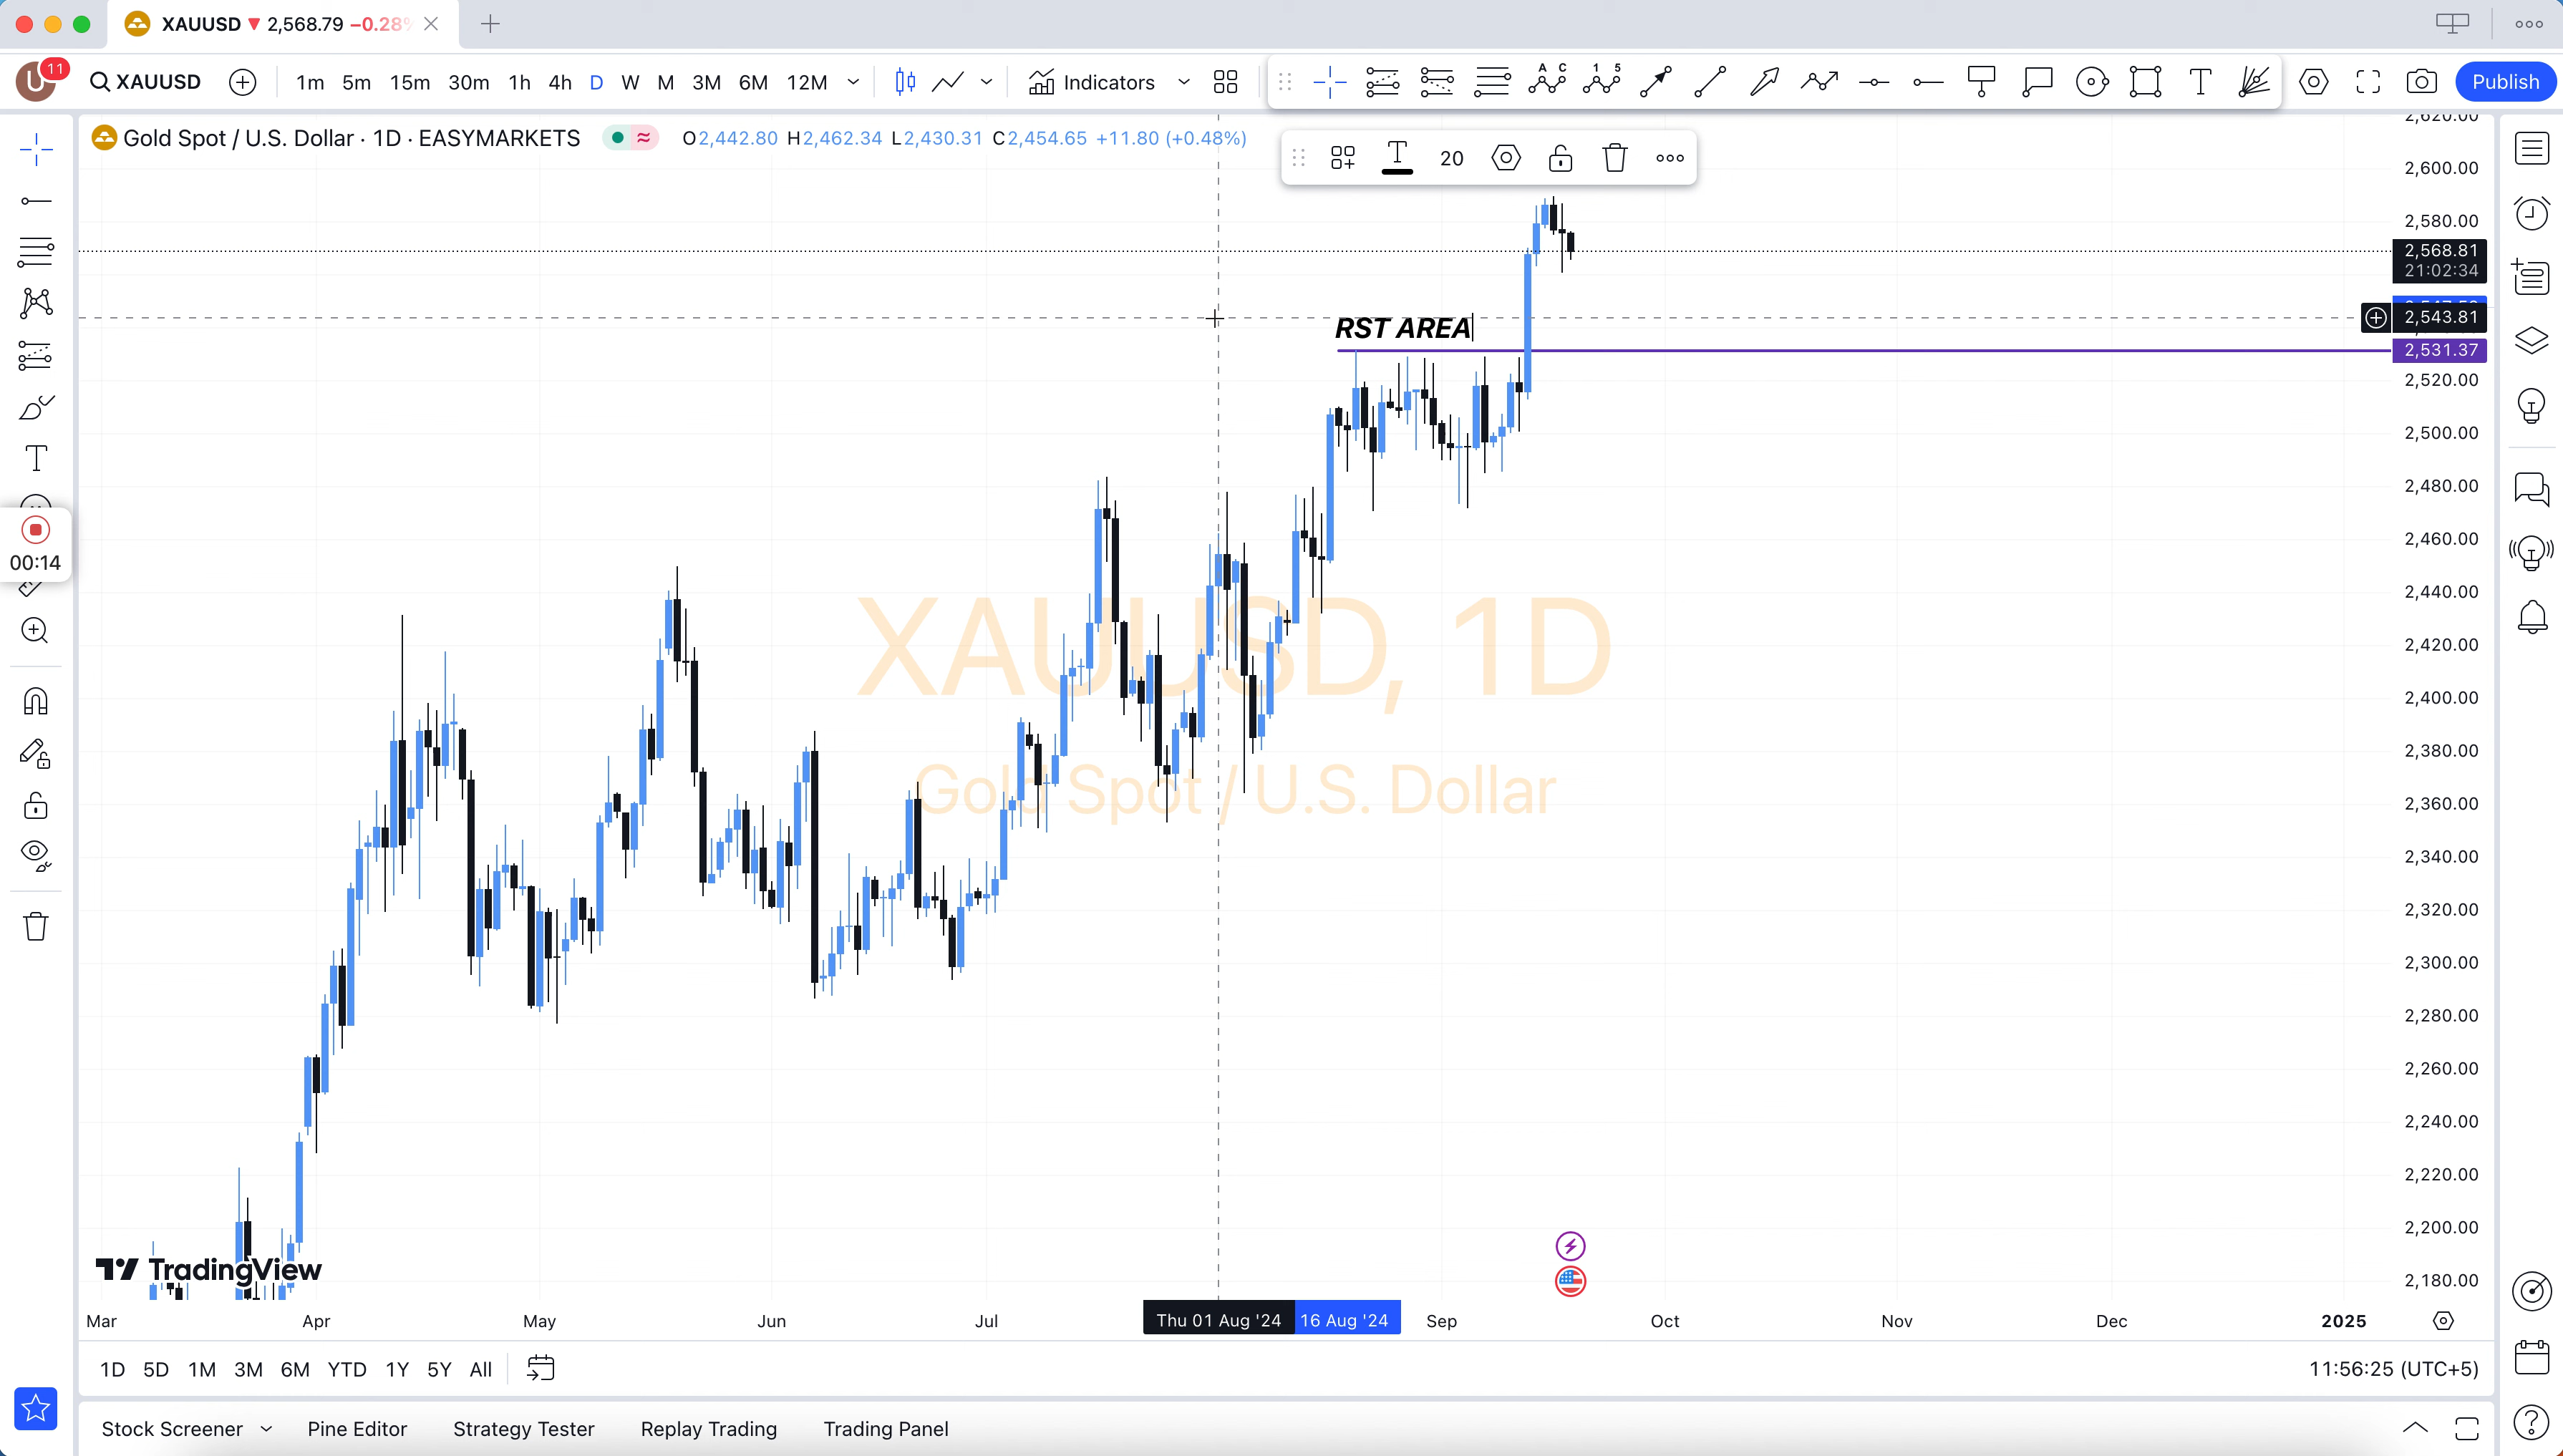 XAUUSD ▼ 2,568.79 −0.28%
11
U
XAUUSD
1m 5m 15m 30m 1h 4h D W M 3M 6M 12M
Indicators
A C
1 5
Publish
Gold Spot / U.S. Dollar · 1D · EASYMARKETS
O2,442.80 H2,462.34 L2,430.31 C2,454.65 +11.80 (+0.48%)
20
2,620.00
2,600.00
2,580.00
2,568.81
21:02:34
2,543.81
2,531.37
2,520.00
2,500.00
2,480.00
2,460.00
2,440.00
2,420.00
2,400.00
2,380.00
2,360.00
2,340.00
2,320.00
2,300.00
2,280.00
2,260.00
2,240.00
2,220.00
2,200.00
2,180.00
RST AREA
00:14
XAUUSD, 1D
Gold Spot / U.S. Dollar
TradingView
Mar Apr May Jun Jul Thu 01 Aug '24 16 Aug '24 Sep Oct Nov Dec 2025
1D 5D 1M 3M 6M YTD 1Y 5Y All
11:56:25 (UTC+5)
Stock Screener Pine Editor Strategy Tester Replay Trading Trading Panel